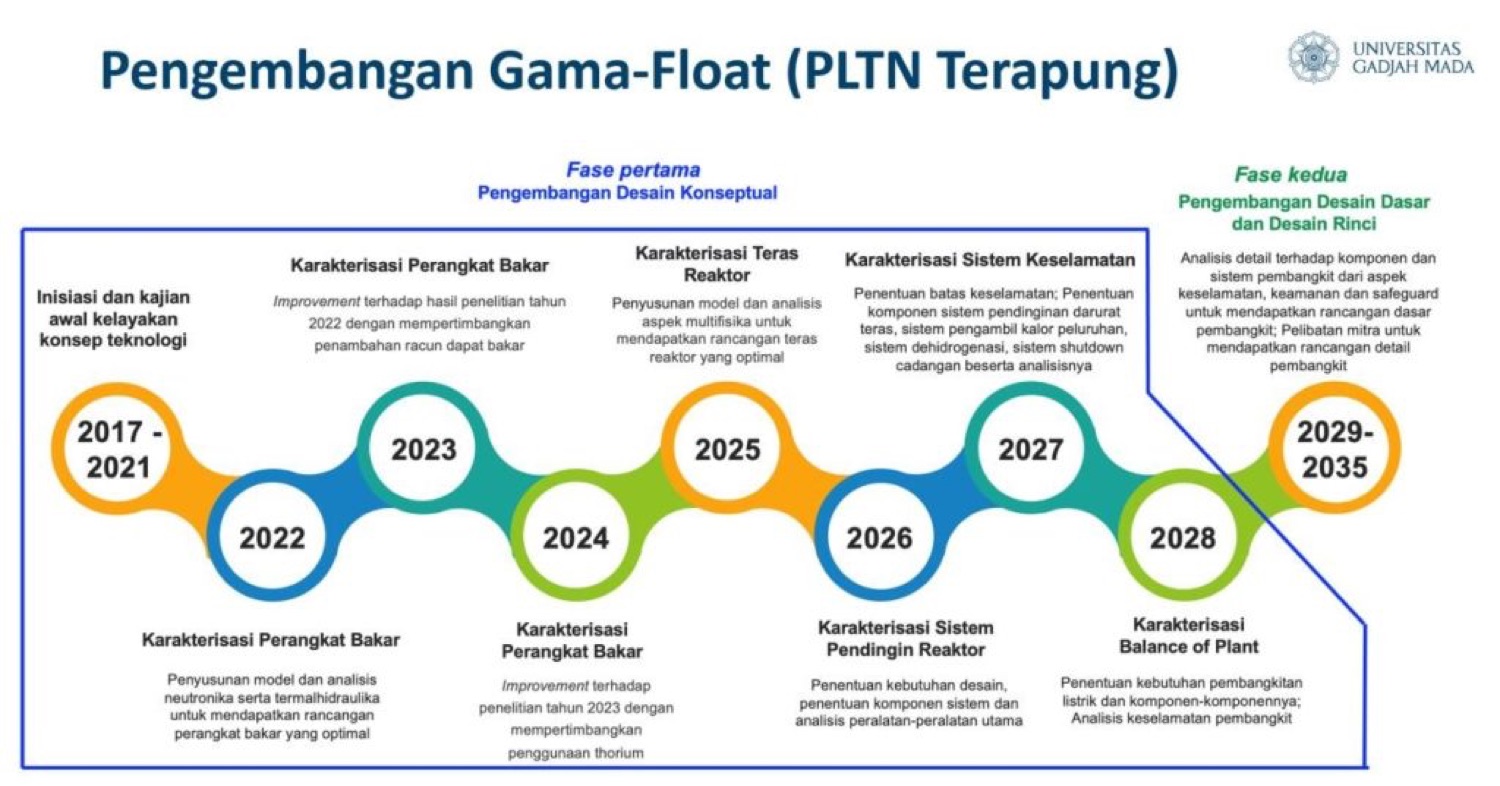 Pengembangan Gama-Float (PLTN Terapung)
UNIVERSITAS
GADJAH MADA
Fase pertama
Pengembangan Desain Konseptual
Fase kedua
Pengembangan Desain Dasar
dan Desain Rinci
Inisiasi dan kajian
awal kelayakan
konsep teknologi
Karakterisasi Perangkat Bakar
Improvement terhadap hasil penelitian tahun
2022 dengan mempertimbangkan
penambahan racun dapat bakar
Karakterisasi Teras
Reaktor
Penyusunan model dan analisis
aspek multifisika untuk
mendapatkan rancangan teras
reaktor yang optimal
Karakterisasi Sistem Keselamatan
Penentuan batas keselamatan; Penentuan
komponen sistem pendinginan darurat
teras, sistem pengambil kalor peluruhan,
sistem dehidrogenasi, sistem shutdown
cadangan beserta analisisnya
Analisis detail terhadap komponen dan
sistem pembangkit dari aspek
keselamatan, keamanan dan safeguard
untuk mendapatkan rancangan dasar
pembangkit; Pelibatan mitra untuk
mendapatkan rancangan detail
pembangkit
2017 -
2021
2022
2023
2024
2025
2026
2027
2028
2029-
2035
Karakterisasi Perangkat Bakar
Penyusunan model dan analisis
neutronika serta termalhidraulika
untuk mendapatkan rancangan
perangkat bakar yang optimal
Karakterisasi
Perangkat Bakar
Improvement terhadap
penelitian tahun 2023 dengan
mempertimbangkan
penggunaan thorium
Karakterisasi Sistem
Pendingin Reaktor
Penentuan kebutuhan desain,
penentuan komponen sistem dan
analisis peralatan-peralatan utama
Karakterisasi
Balance of Plant
Penentuan kebutuhan pembangkitan
listrik dan komponen-komponennya;
Analisis keselamatan pembangkit